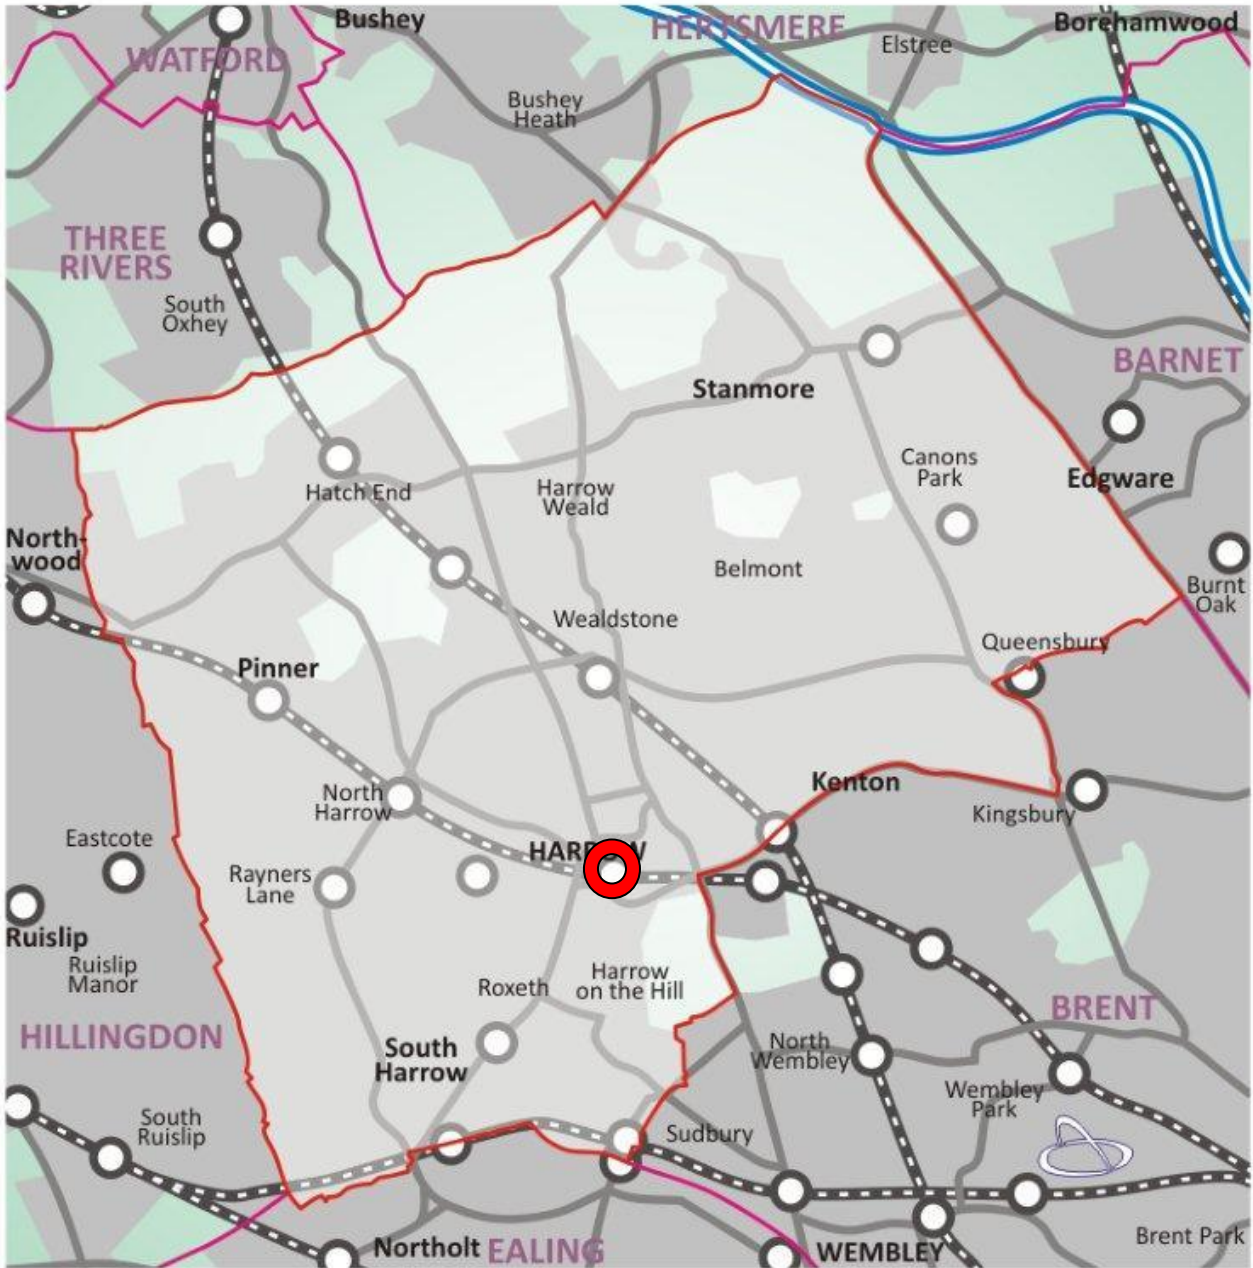 Bushey
HERTSMERE
Borehamwood
Elstree
WATFORD
Bushey
Heath
THREE
RIVERS
South
Oxhey
BARNET
Stanmore
Edgware
Canons
Park
Hatch End
Harrow
Weald
North-
wood
Belmont
Burnt
Oak
Wealdstone
Queensbury
Pinner
Kenton
North
Harrow
Kingsbury
Eastcote
HARROW
Rayners
Lane
Ruislip
Ruislip
Manor
Harrow
on the Hill
Roxeth
BRENT
HILLINGDON
South
Harrow
North
Wembley
Wembley
Park
South
Ruislip
Sudbury
Brent Park
Northolt
EALING
WEMBLEY